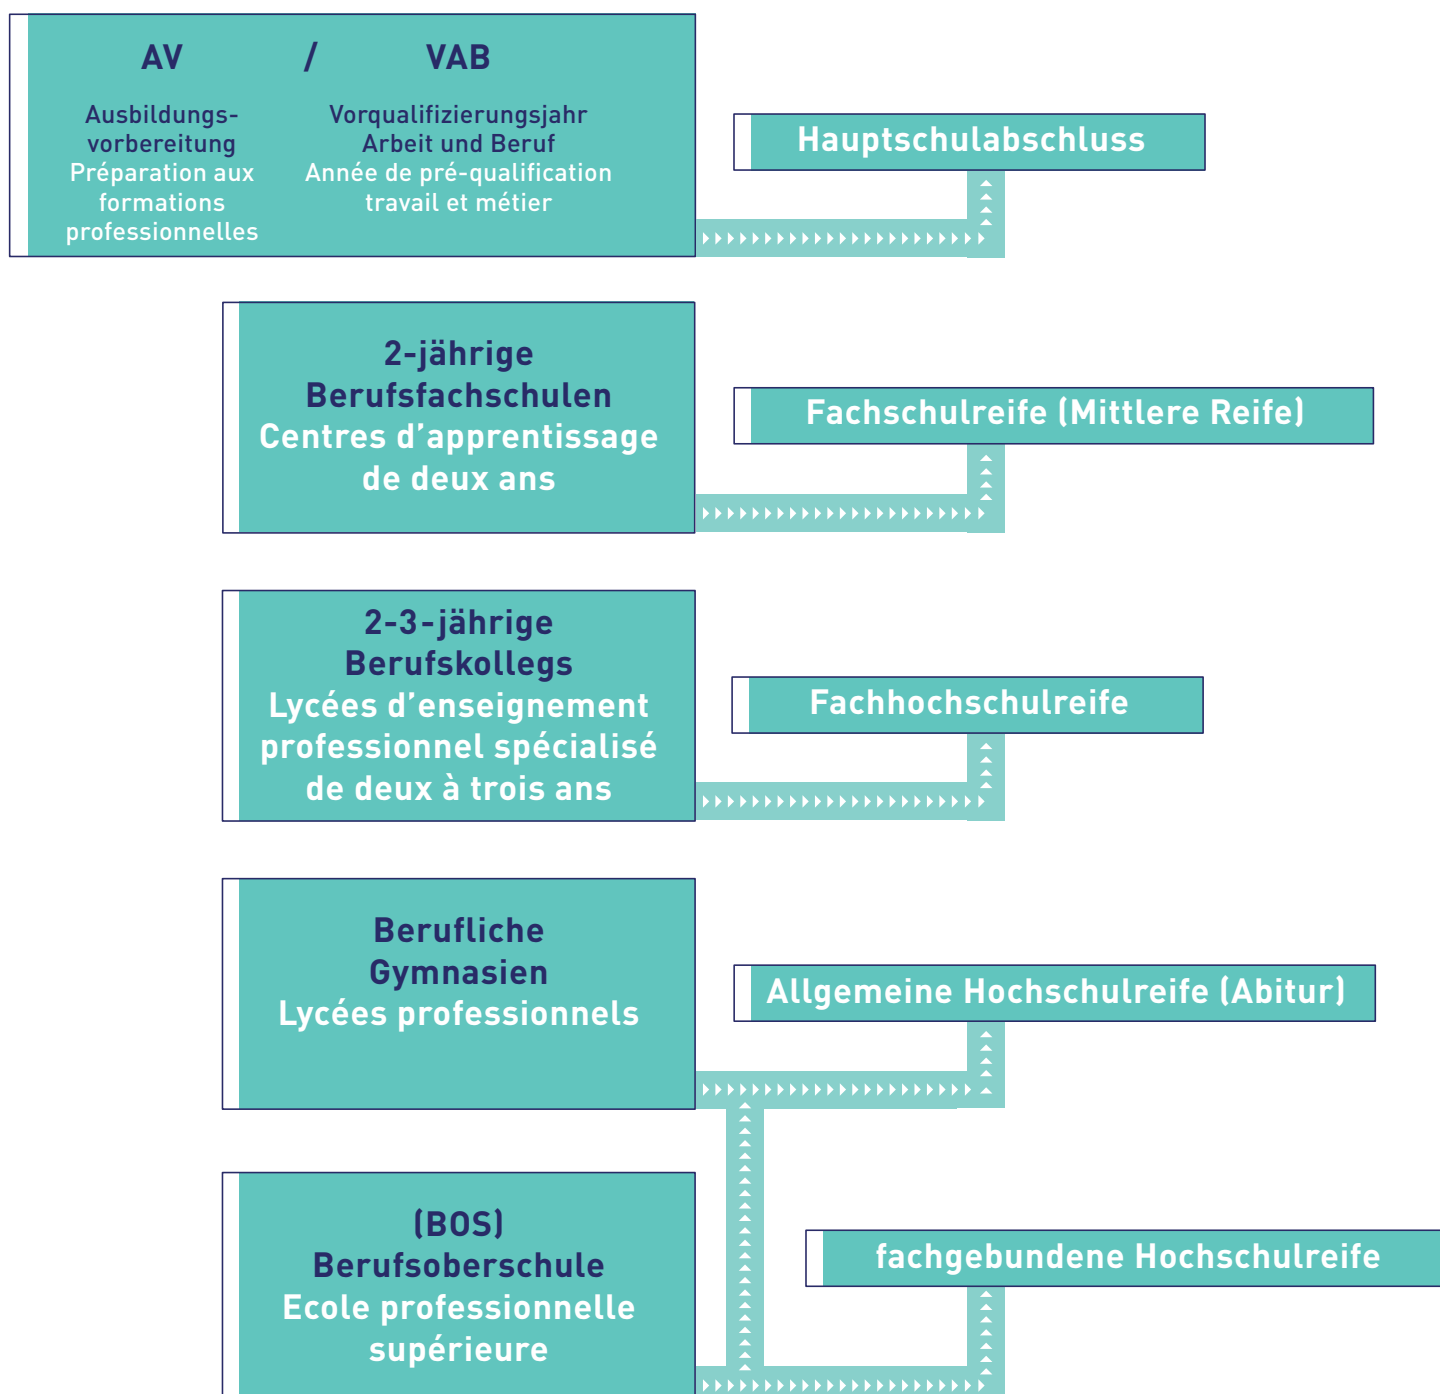 AV / VAB
Ausbildungs-
vorbereitung
Préparation aux
formations
professionnelles
Vorqualifizierungsjahr
Arbeit und Beruf
Année de pré-qualification
travail et métier
Hauptschulabschluss
2-jährige
Berufsfachschulen
Centres d’apprentissage
de deux ans
Fachschulreife (Mittlere Reife)
2-3-jährige
Berufskollegs
Lycées d’enseignement
professionnel spécialisé
de deux à trois ans
Fachhochschulreife
Berufliche
Gymnasien
Lycées professionnels
Allgemeine Hochschulreife (Abitur)
(BOS)
Berufsoberschule
Ecole professionnelle
supérieure
fachgebundene Hochschulreife